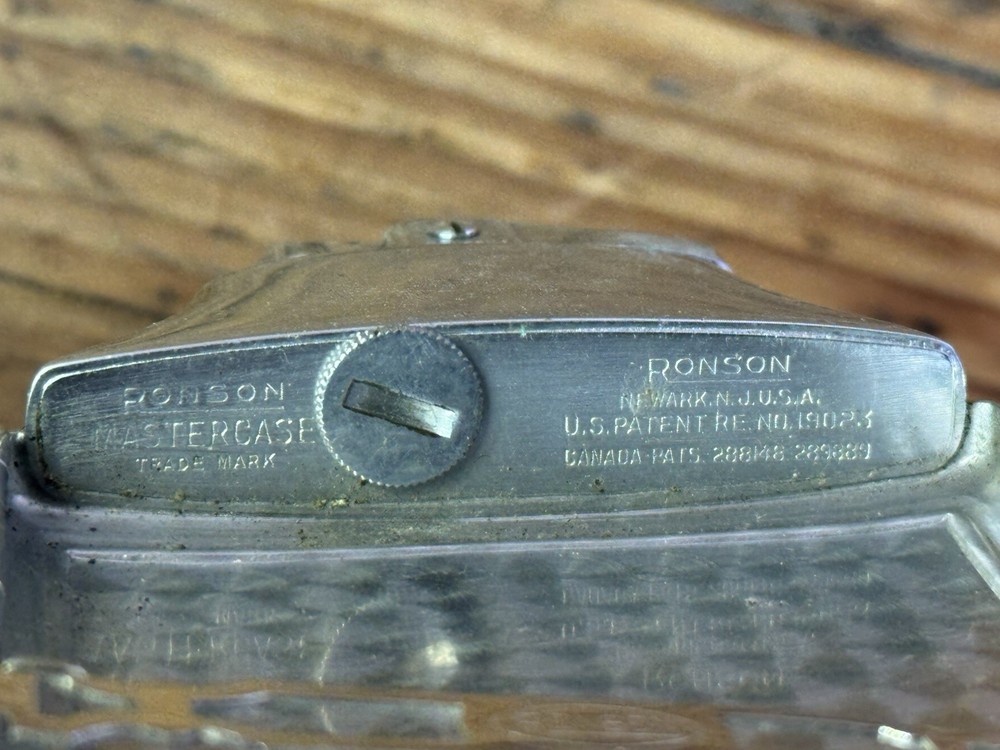 RONSON
MASTERCASE
TRADE MARK
RONSON
NEWARK, N.J. U.S.A.
U.S. PATENT RE. NO. 19023
CANADA-PATS. 288148-289889